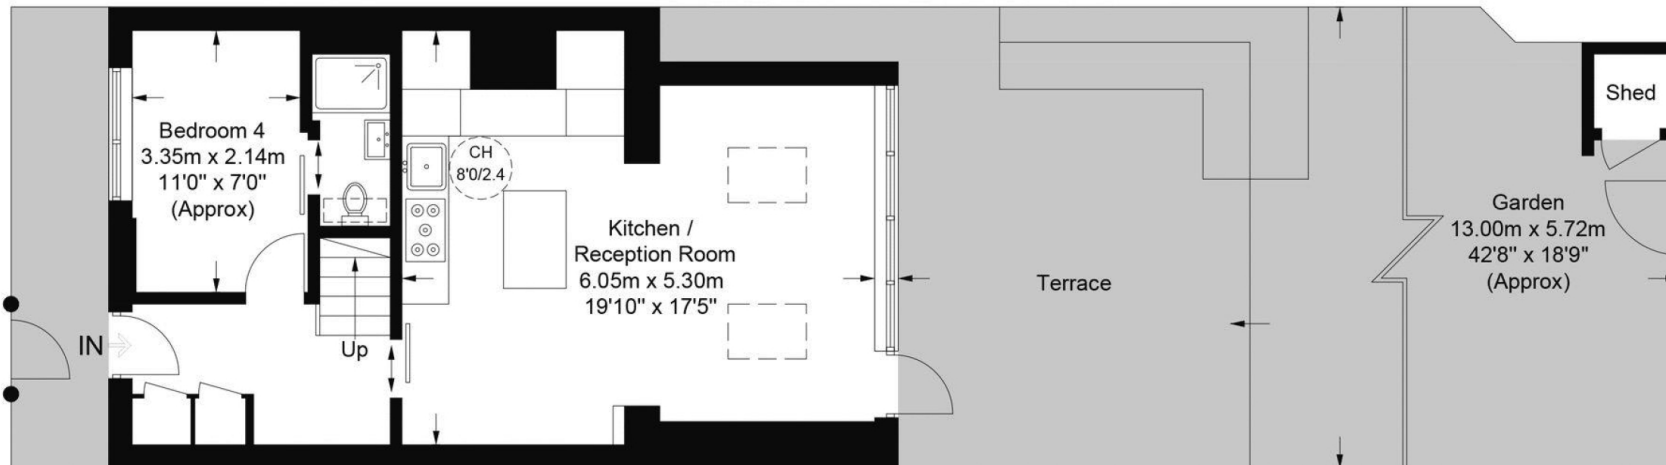 Bedroom 4
3.35m x 2.14m
11'0" x 7'0"
(Approx)
CH
8'0/2.4
Kitchen /
Reception Room
6.05m x 5.30m
19'10" x 17'5"
IN
Up
Terrace
Shed
Garden
13.00m x 5.72m
42'8" x 18'9"
(Approx)